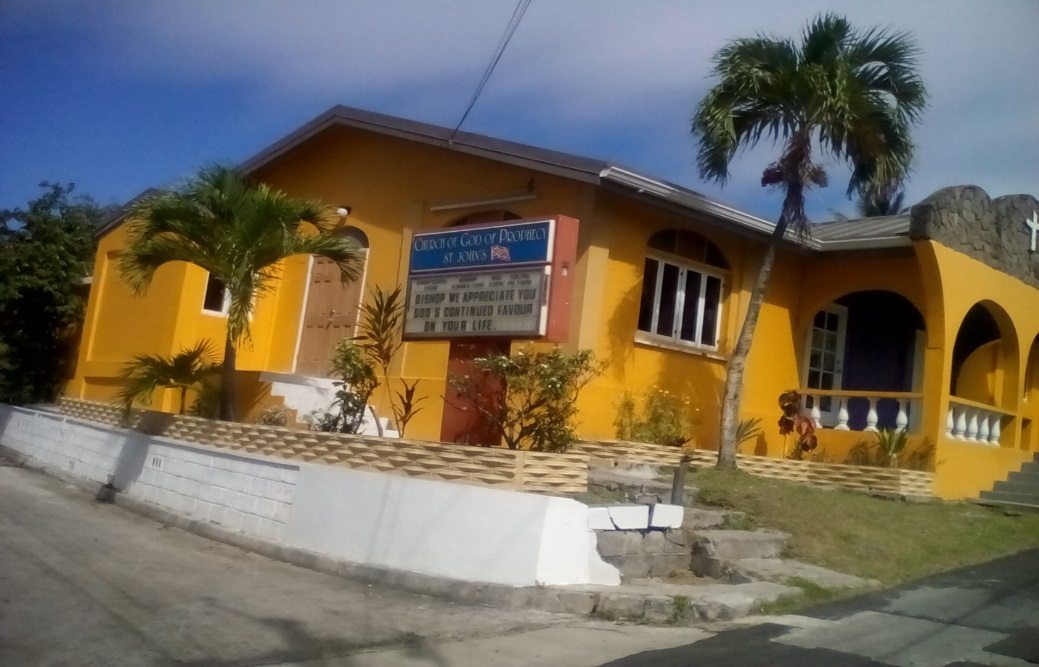 CHURCH OF GOD OF PROPHECY
ST JOHN'S
BISHOP WE APPRECIATE YOU
GOD'S CONTINUED FAVOUR
ON YOUR LIFE